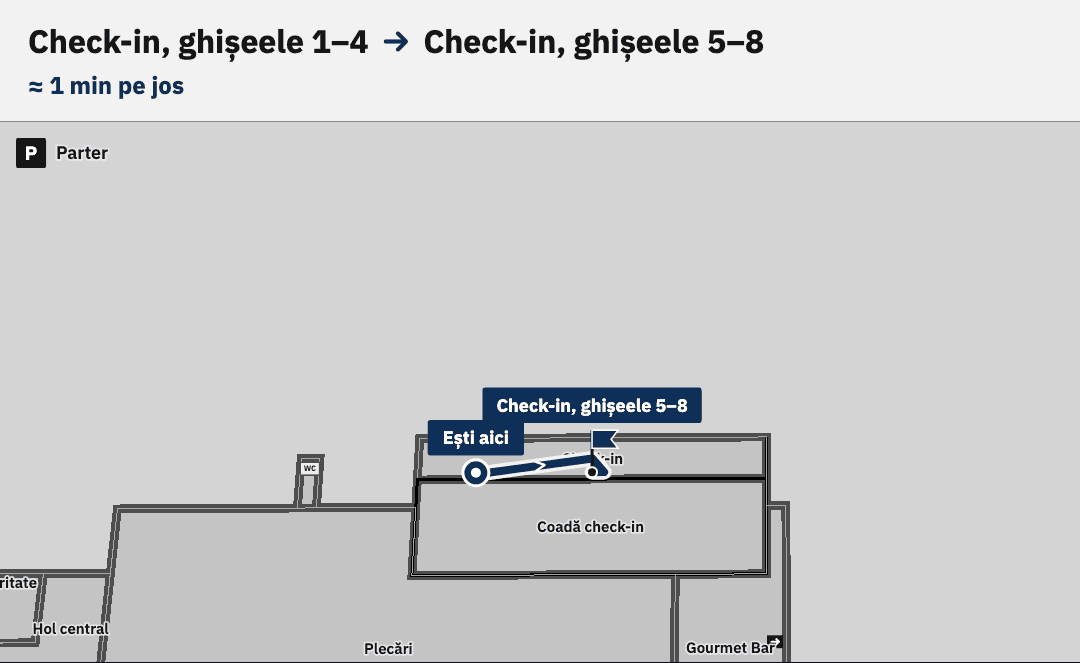 Check-in, ghișeele 1–4 → Check-in, ghișeele 5–8
≈ 1 min pe jos
P Parter
Check-in, ghișeele 5–8
Ești aici
WC
Coadă check-in
ritate
Hol central
Plecări
Gourmet Bar